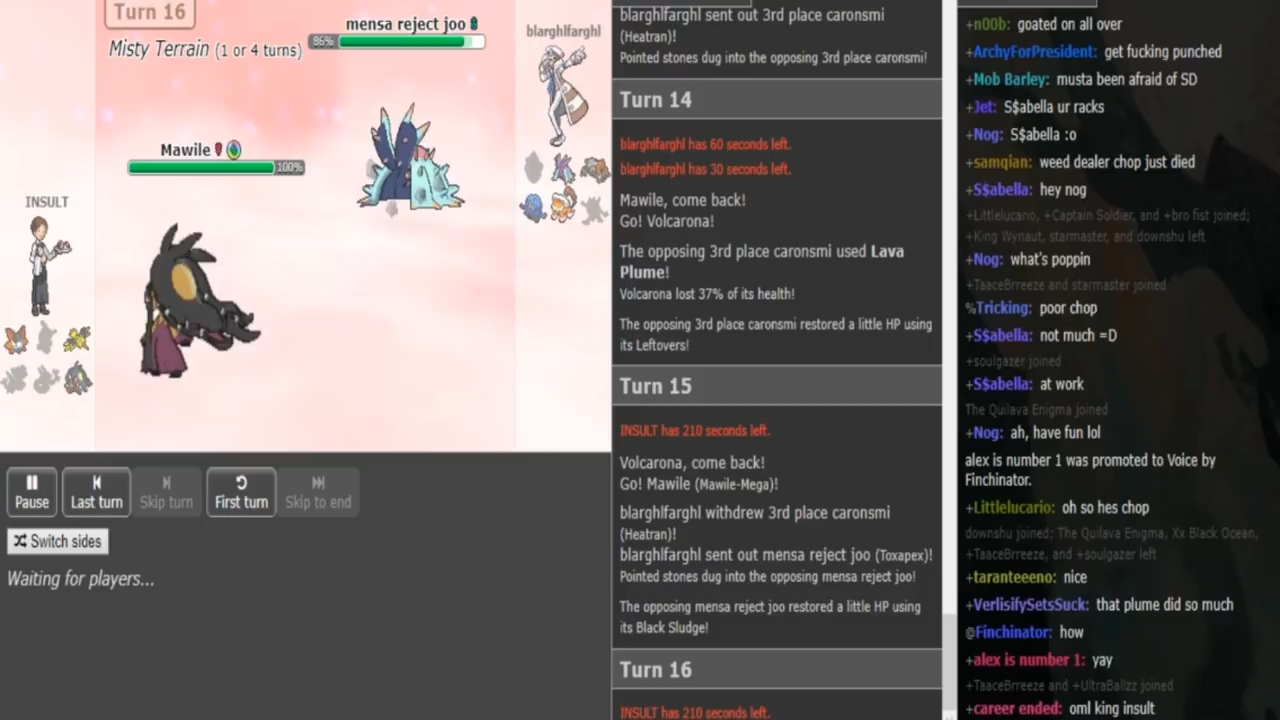 Turn 16
Misty Terrain (1 or 4 turns)
mensa reject joo
86%
blarghlfarghl
Mawile
100%
INSULT
Pause
Last turn
Skip turn
First turn
Skip to end
Switch sides
Waiting for players...
blarghlfarghl sent out 3rd place caronsmi
(Heatran)!
Pointed stones dug into the opposing 3rd place caronsmi!
Turn 14
blarghlfarghl has 60 seconds left.
blarghlfarghl has 30 seconds left.
Mawile, come back!
Go! Volcarona!
The opposing 3rd place caronsmi used Lava
Plume!
Volcarona lost 37% of its health!
The opposing 3rd place caronsmi restored a little HP using
its Leftovers!
Turn 15
INSULT has 210 seconds left.
Volcarona, come back!
Go! Mawile (Mawile-Mega)!
blarghlfarghl withdrew 3rd place caronsmi
(Heatran)!
blarghlfarghl sent out mensa reject joo (Toxapex)!
Pointed stones dug into the opposing mensa reject joo!
The opposing mensa reject joo restored a little HP using
its Black Sludge!
Turn 16
INSULT has 210 seconds left.
+n00b: goated on all over
+ArchyForPresident: get fucking punched
+Mob Barley: musta been afraid of SD
+Jet: S$abella ur racks
+Nog: S$abella :o
+samqian: weed dealer chop just died
+S$abella: hey nog
+Littlelucario, +Captain Soldier, and +bro fist joined;
+King Wynaut, starmaster, and downshu left
+Nog: what's poppin
+TaaceBrreeze and starmaster joined
%Tricking: poor chop
+S$abella: not much =D
+soulgazer joined
+S$abella: at work
The Quilava Enigma joined
+Nog: ah, have fun lol
alex is number 1 was promoted to Voice by
Finchinator.
+Littlelucario: oh so hes chop
downshu joined; The Quilava Enigma, Xx Black Ocean,
+TaaceBrreeze, and +soulgazer left
+taranteeeno: nice
+VerlisifySetsSuck: that plume did so much
@Finchinator: how
+alex is number 1: yay
+TaaceBrreeze and +UltraBallzz joined
+career ended: oml king insult